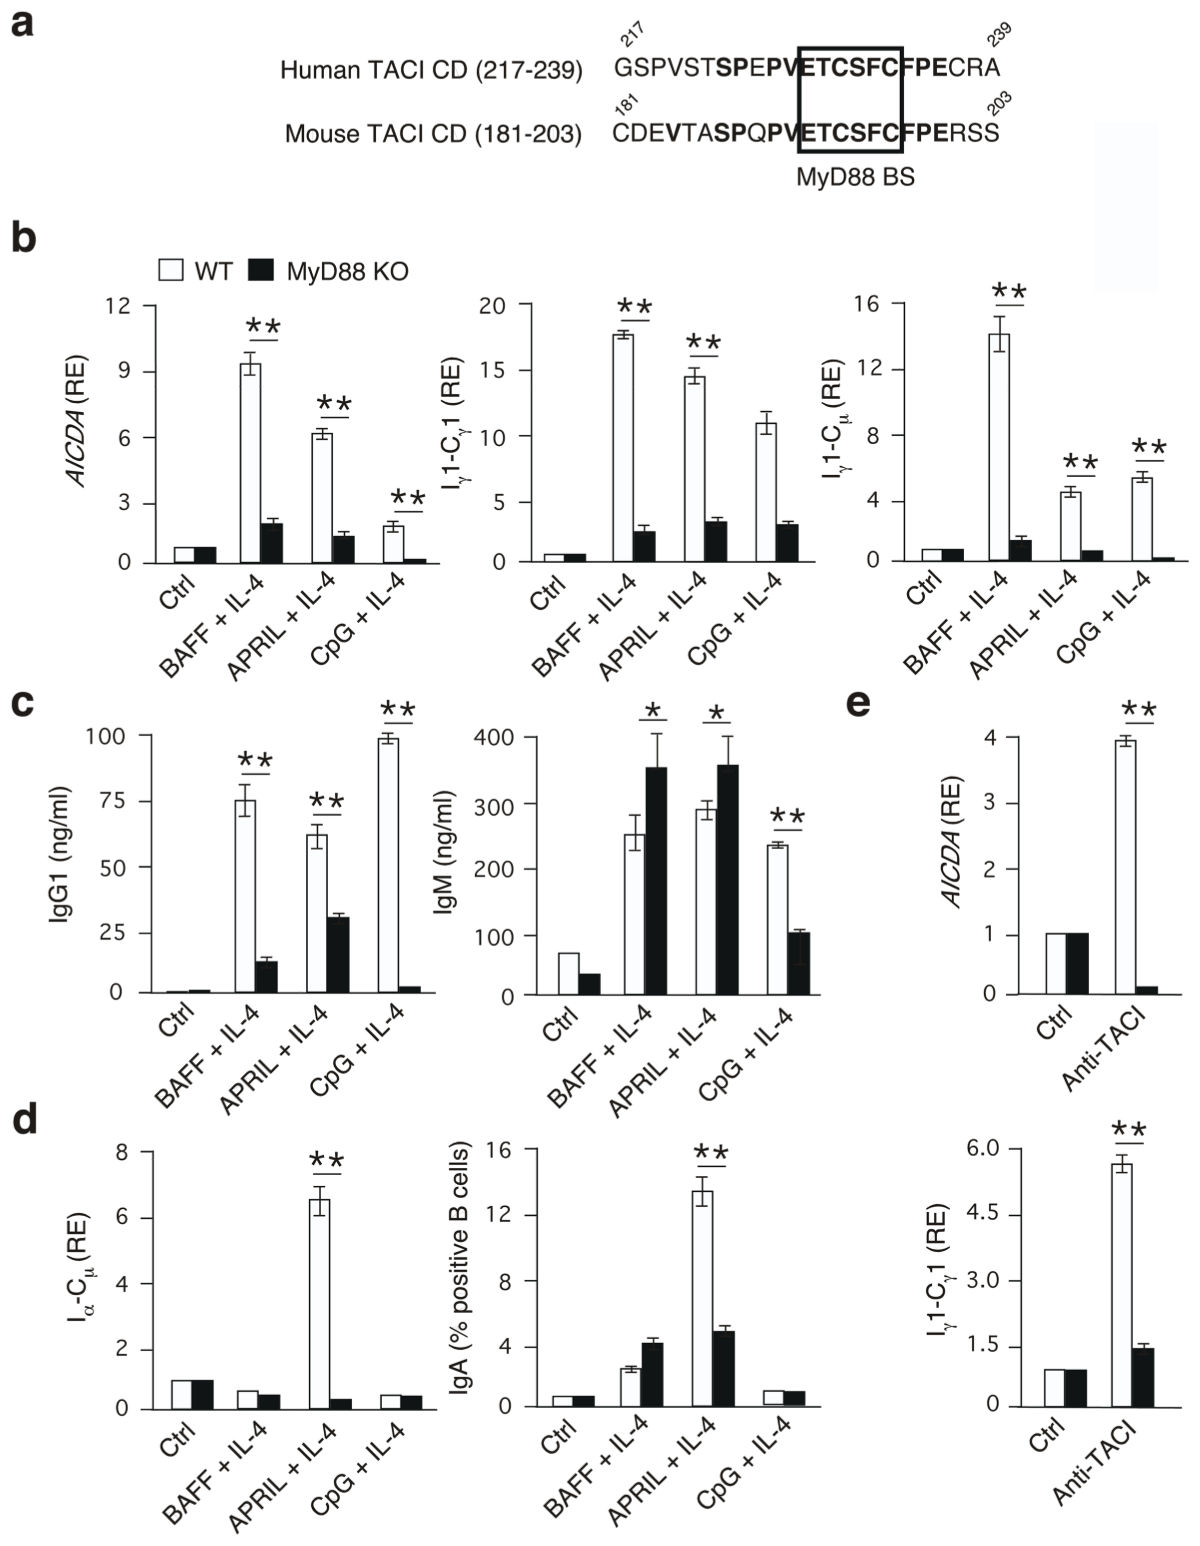 a
217
239
Human TACI CD (217-239) GSPVSTSPEPVETCSFCFPECRA
181
203
Mouse TACI CD (181-203) CDEVTASPQPVETCSFCFPERSS
MyD88 BS
b
WT MyD88 KO
AICDA (RE)
12
9
6
3
0
**
**
**
Ctrl
BAFF + IL-4
APRIL + IL-4
CpG + IL-4
Iγ1-Cγ1 (RE)
20
15
10
5
0
**
**
Ctrl
BAFF + IL-4
APRIL + IL-4
CpG + IL-4
Iγ1-Cμ (RE)
16
12
8
4
0
**
**
**
Ctrl
BAFF + IL-4
APRIL + IL-4
CpG + IL-4
c
IgG1 (ng/ml)
100
75
50
25
0
**
**
**
Ctrl
BAFF + IL-4
APRIL + IL-4
CpG + IL-4
IgM (ng/ml)
400
300
200
100
0
*
*
**
Ctrl
BAFF + IL-4
APRIL + IL-4
CpG + IL-4
e
AICDA (RE)
4
3
2
1
0
**
Ctrl
Anti-TACI
d
Iα-Cμ (RE)
8
6
4
2
0
**
Ctrl
BAFF + IL-4
APRIL + IL-4
CpG + IL-4
IgA (% positive B cells)
16
12
8
4
0
**
Ctrl
BAFF + IL-4
APRIL + IL-4
CpG + IL-4
Iγ1-Cγ1 (RE)
6.0
4.5
3.0
1.5
0
**
Ctrl
Anti-TACI